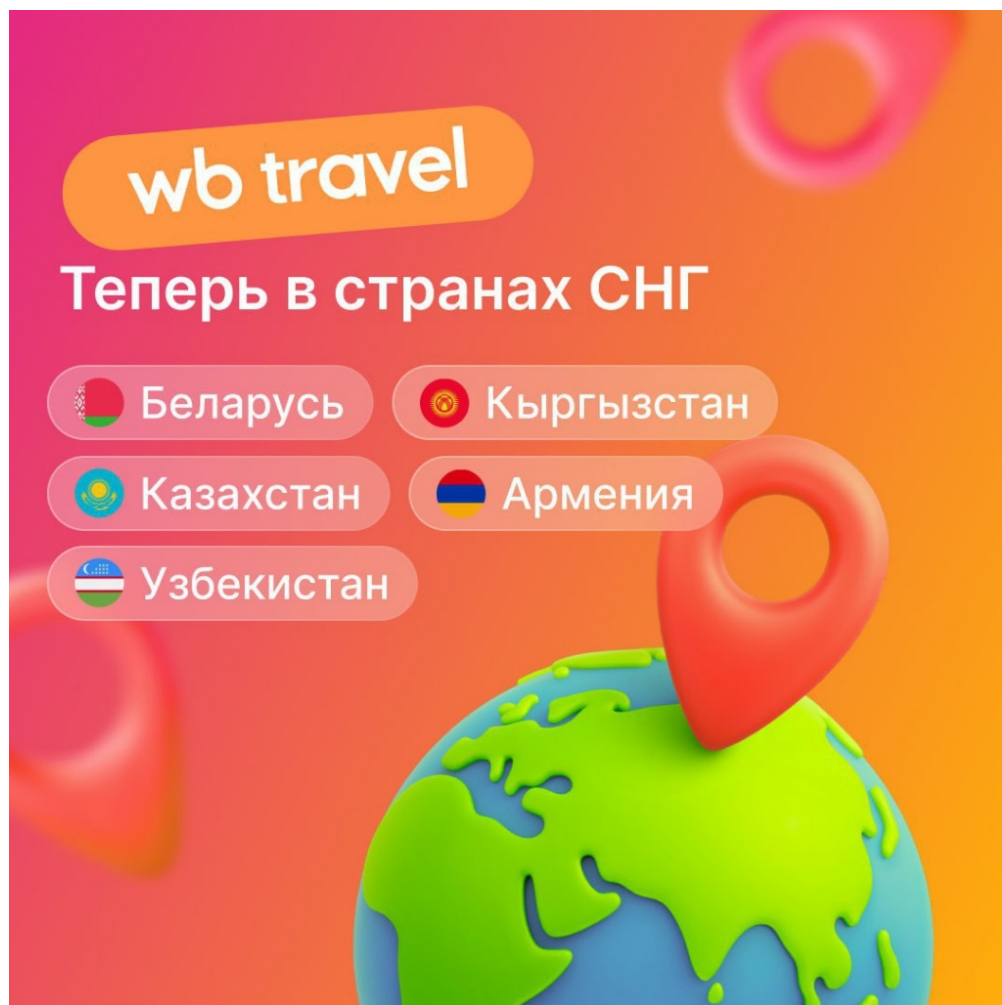 wb travel
Теперь в странах СНГ
Беларусь
Кыргызстан
Казахстан
Армения
Узбекистан